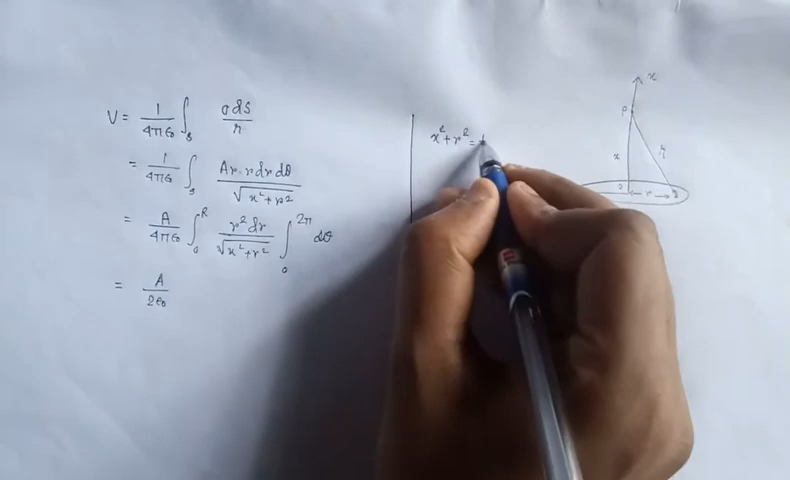 V = 1/4πϵ₀ ∫s σds/r
= 1/4πϵ₀ ∫s Ar.rdrdθ/√x²+r²
= A/4πϵ₀ ∫₀ᴿ r²dr/√x²+r² ∫₀²π dθ
= A/2ϵ₀
x² + r² =
x
P
x
r